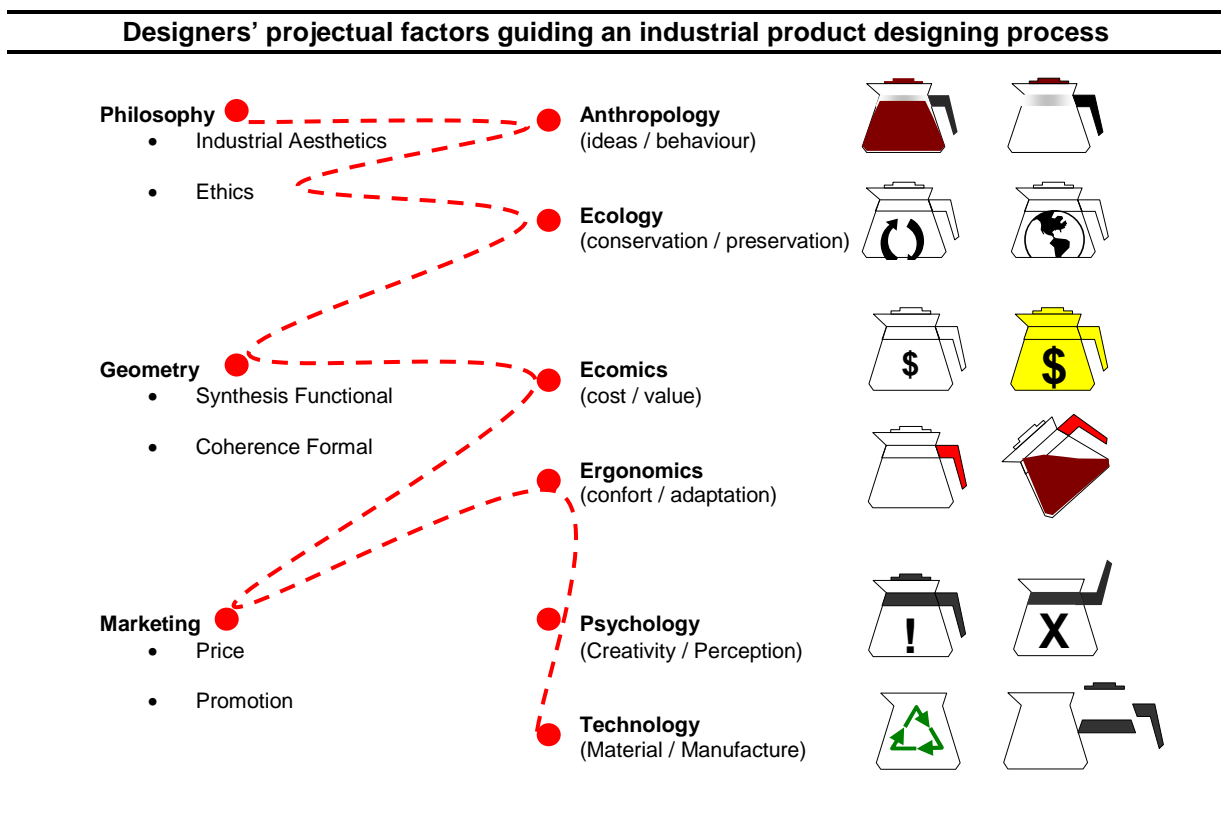 Designers’ projectual factors guiding an industrial product designing process
Philosophy
• Industrial Aesthetics
• Ethics
Anthropology
(ideas / behaviour)
Ecology
(conservation / preservation)
Geometry
• Synthesis Functional
• Coherence Formal
Ecomics
(cost / value)
$
$
Ergonomics
(confort / adaptation)
Marketing
• Price
• Promotion
Psychology
(Creativity / Perception)
!
X
Technology
(Material / Manufacture)